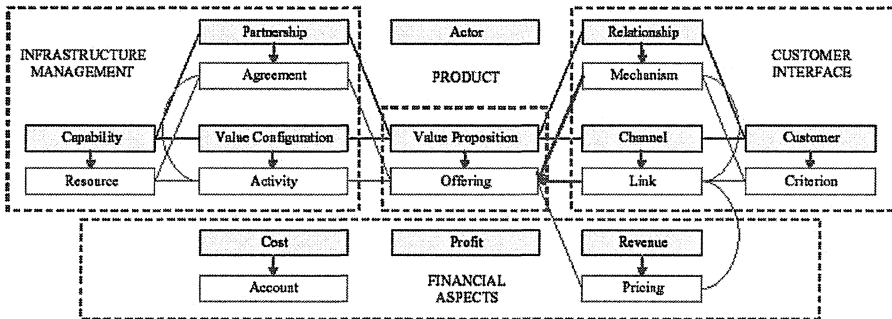 Partnership
Actor
Relationship
INFRASTRUCTURE
MANAGEMENT
CUSTOMER
INTERFACE
Agreement
PRODUCT
Mechanism
Capability
Value Configuration
Value Proposition
Channel
Customer
Resource
Activity
Offering
Link
Criterion
Cost
Profit
Revenue
Account
FINANCIAL
ASPECTS
Pricing